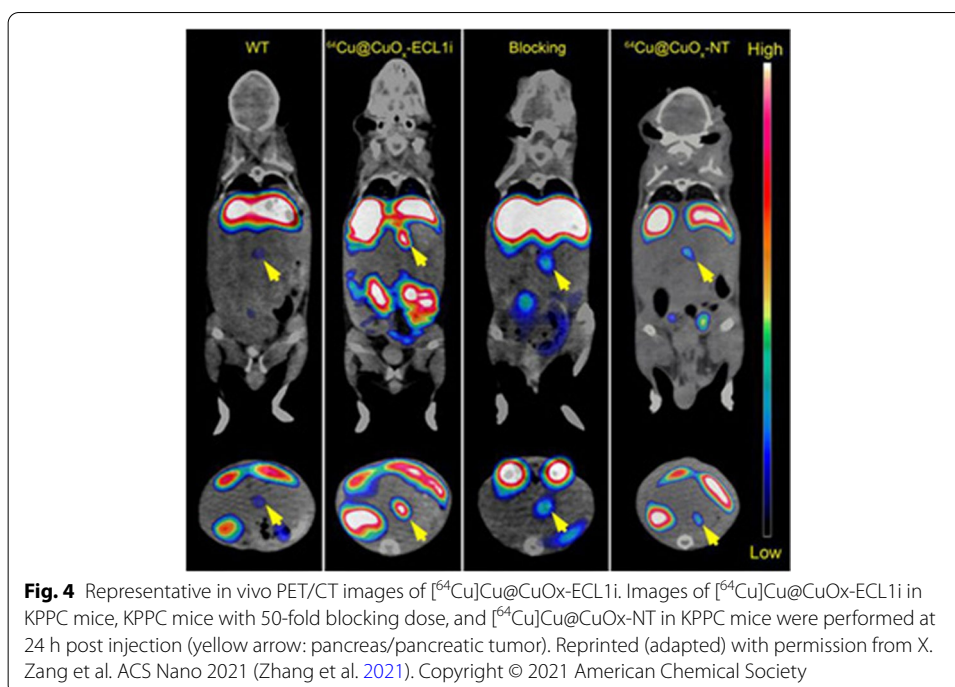 WT
⁶⁴Cu@CuOₓ-ECL1i
Blocking
⁶⁴Cu@CuOₓ-NT
High
Low
Fig. 4 Representative in vivo PET/CT images of [⁶⁴Cu]Cu@CuOx-ECL1i. Images of [⁶⁴Cu]Cu@CuOx-ECL1i in
KPPC mice, KPPC mice with 50-fold blocking dose, and [⁶⁴Cu]Cu@CuOx-NT in KPPC mice were performed at
24 h post injection (yellow arrow: pancreas/pancreatic tumor). Reprinted (adapted) with permission from X.
Zang et al. ACS Nano 2021 (Zhang et al. 2021). Copyright © 2021 American Chemical Society